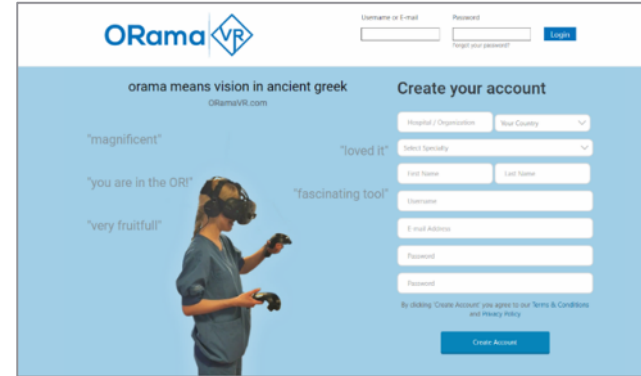 ORama VR
Username or E-mail
Password
Login
Forgot your password?
orama means vision in ancient greek
ORamaVR.com
"magnificent"
"loved it"
"you are in the OR!"
"fascinating tool"
"very fruitfull"
Create your account
Hospital / Organization
Your Country
Select Specialty
First Name
Last Name
Username
E-mail Address
Password
Password
By clicking 'Create Account' you agree to our Terms & Conditions
and Privacy Policy
Create Account